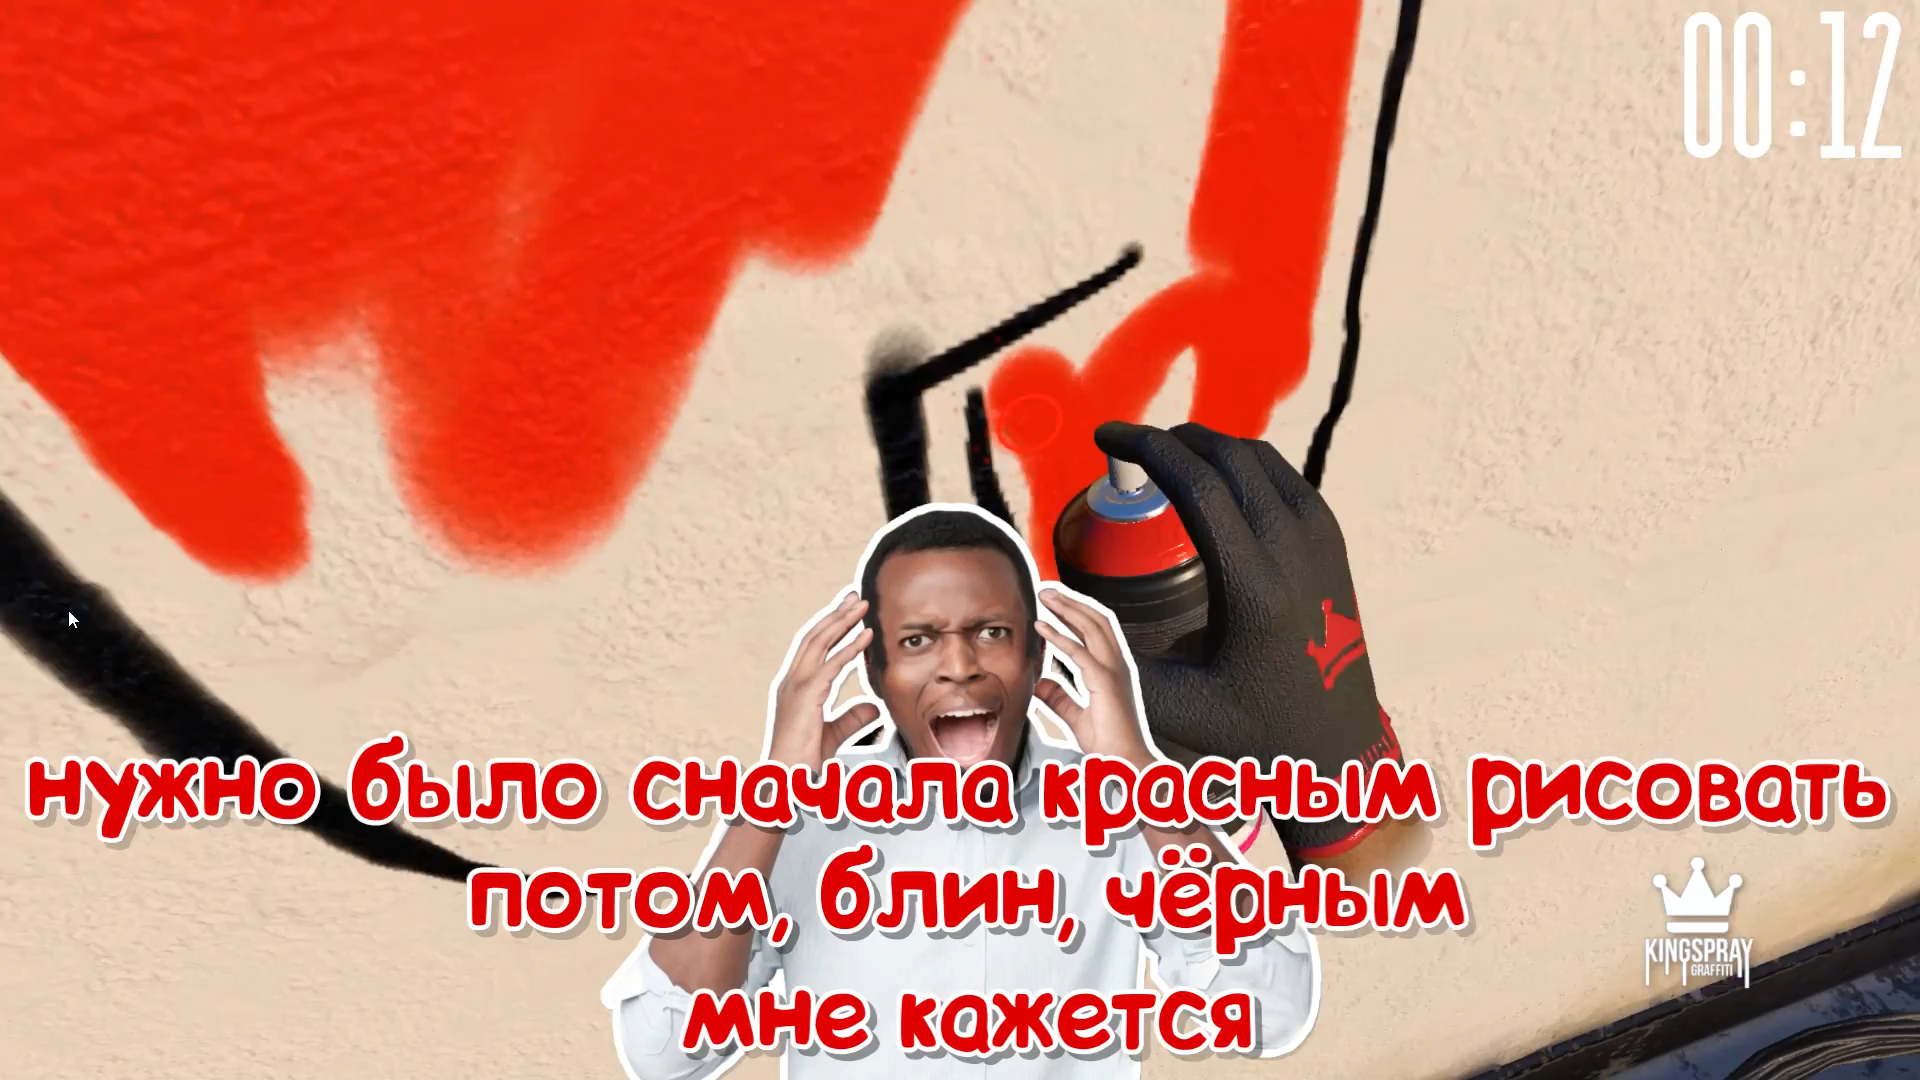 00:12
нужно было сначала красным рисовать
потом, блин, чёрным
мне кажется
KINGSPRAY
GRAFFITI